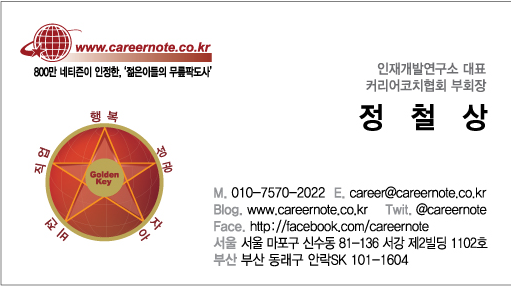 www.careernote.co.kr
800만 네티즌이 인정한, '젊은이들의 무릎팍도사'
인재개발연구소 대표
커리어코치협회 부회장
정 철 상
행복
직업
성공
Golden
Key
비전
자아
M. 010-7570-2022 E. career@careernote.co.kr
Blog. www.careernote.co.kr Twit. @careernote
Face. http://facebook.com/careernote
서울 서울 마포구 신수동 81-136 서강 제2빌딩 1102호
부산 부산 동래구 안락SK 101-1604